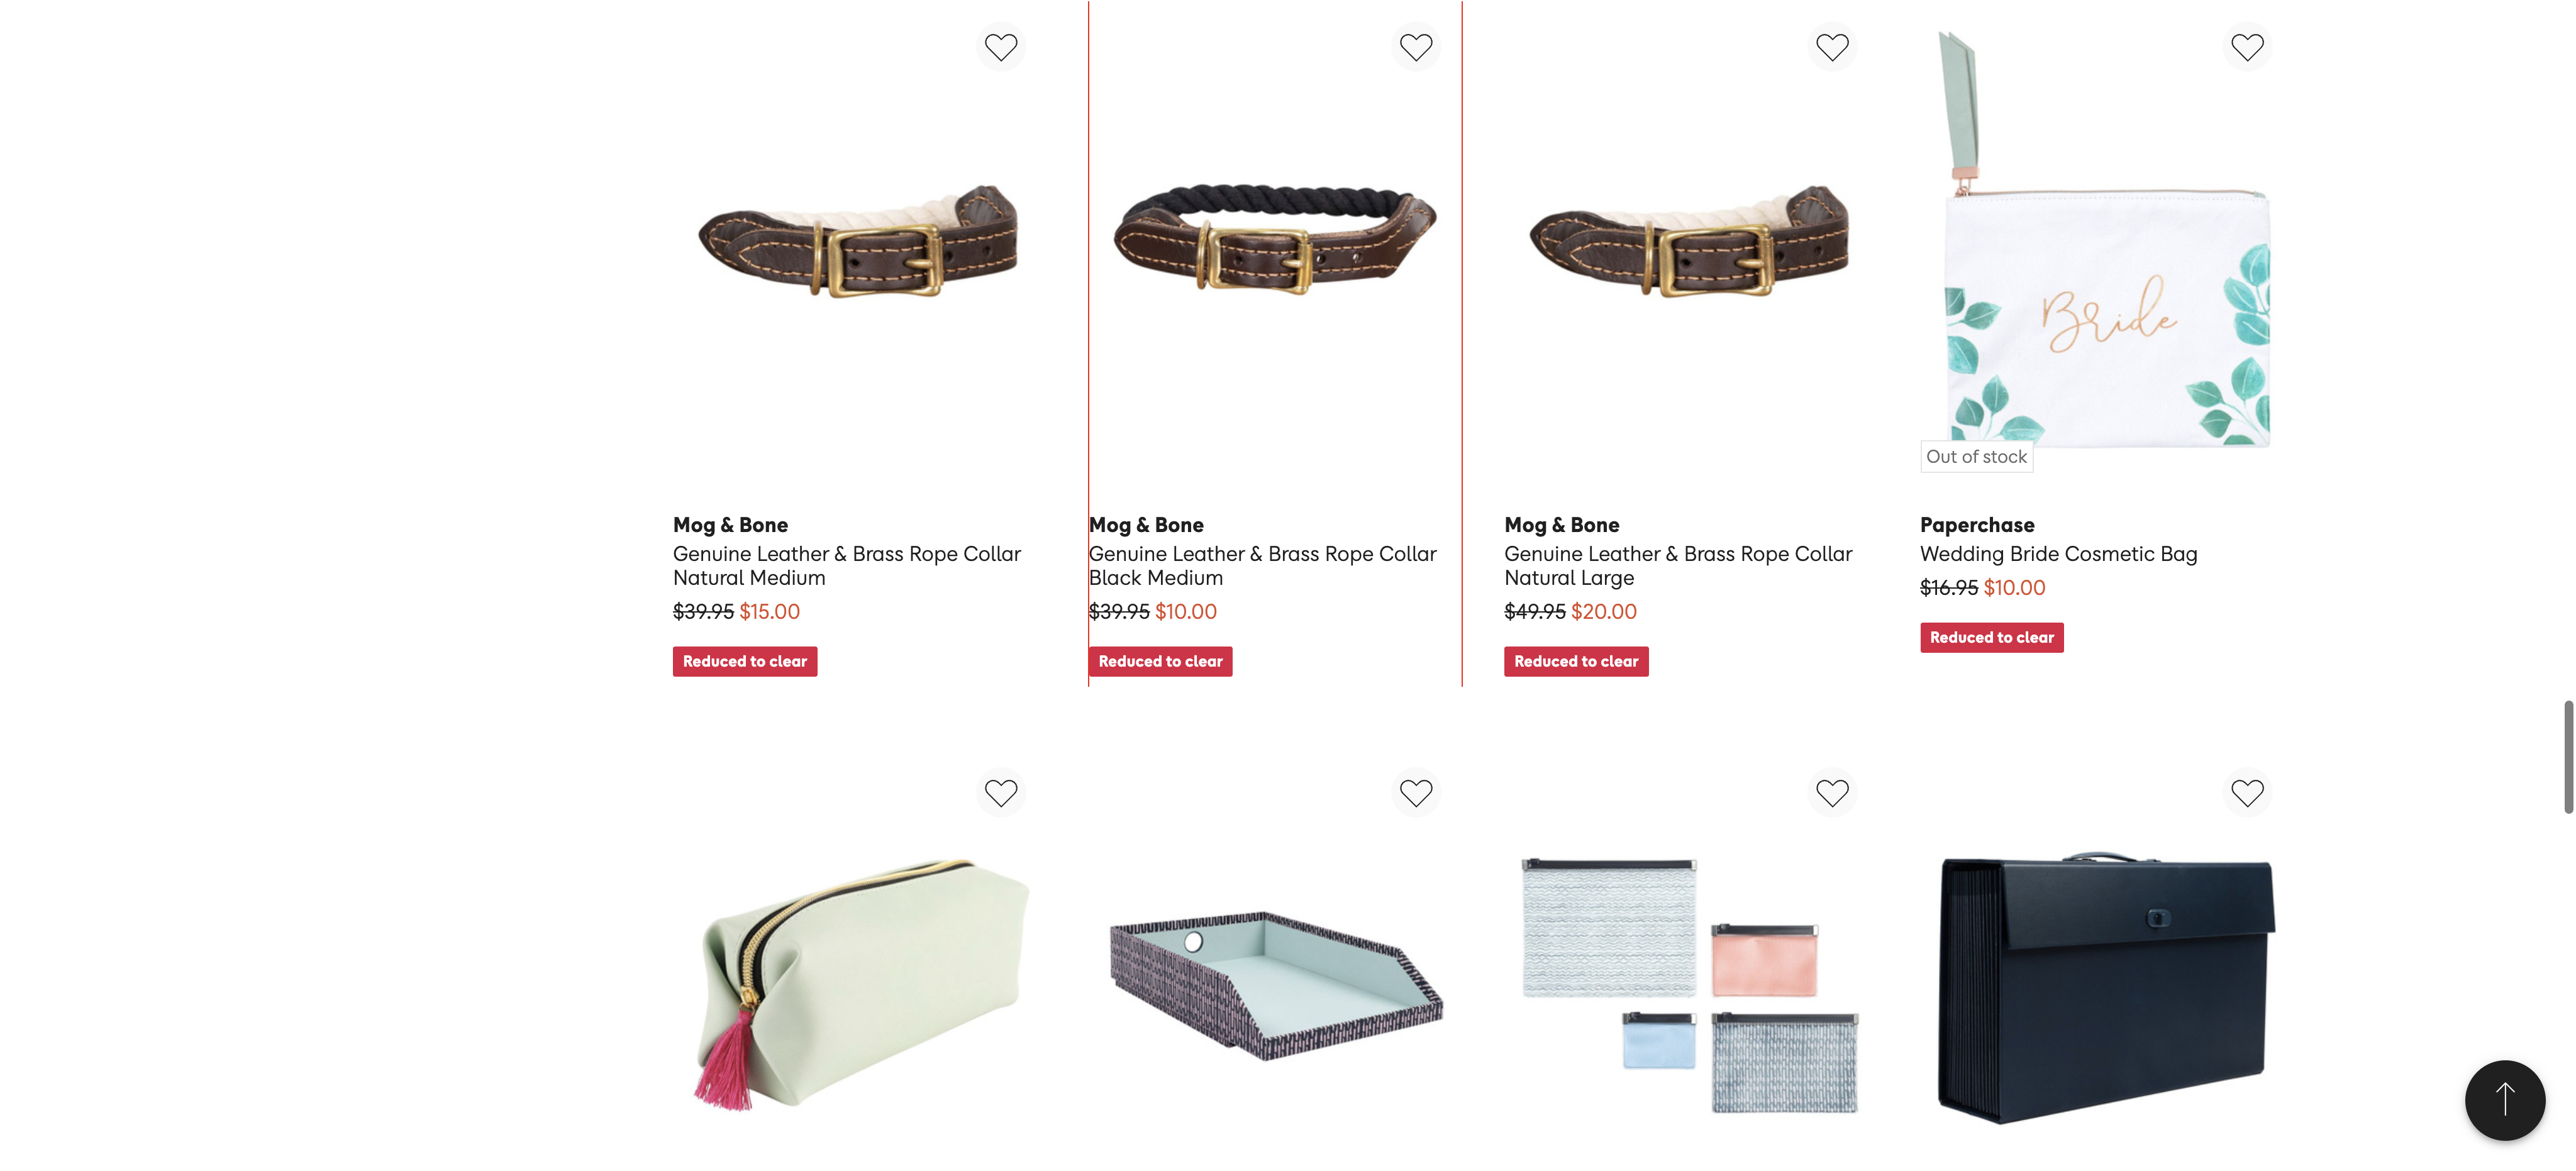 Bride
Out of stock
Mog & Bone
Genuine Leather & Brass Rope Collar
Natural Medium
$39.95 $15.00
Reduced to clear
Mog & Bone
Genuine Leather & Brass Rope Collar
Black Medium
$39.95 $10.00
Reduced to clear
Mog & Bone
Genuine Leather & Brass Rope Collar
Natural Large
$49.95 $20.00
Reduced to clear
Paperchase
Wedding Bride Cosmetic Bag
$16.95 $10.00
Reduced to clear